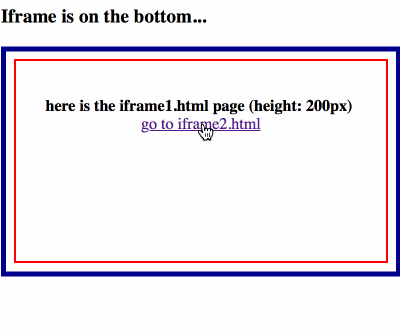 Iframe is on the bottom...
here is the iframe1.html page (height: 200px)
go to iframe2.html